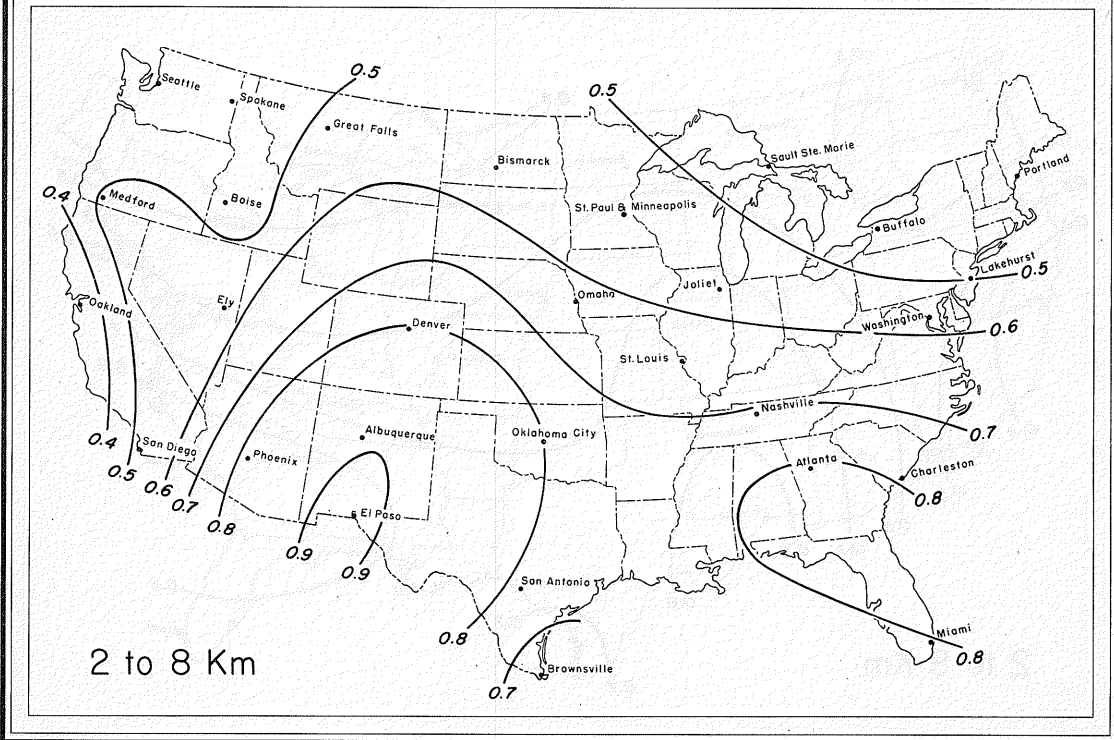 0.5
0.5
Seattle
Spokane
Great Falls
Bismarck
Sault Ste. Marie
Portland
0.4
Medford
Boise
St. Paul & Minneapolis
Buffalo
Lakehurst
0.5
Oakland
Ely
Omaha
Joliet
Denver
Washington
0.6
St. Louis
Nashville
0.7
0.4
San Diego
0.5
0.6
0.7
0.8
Phoenix
Albuquerque
Oklahoma City
Atlanta
Charleston
0.8
El Paso
0.9
0.9
San Antonio
0.8
Miami
0.8
2 to 8 Km
Brownsville
0.7